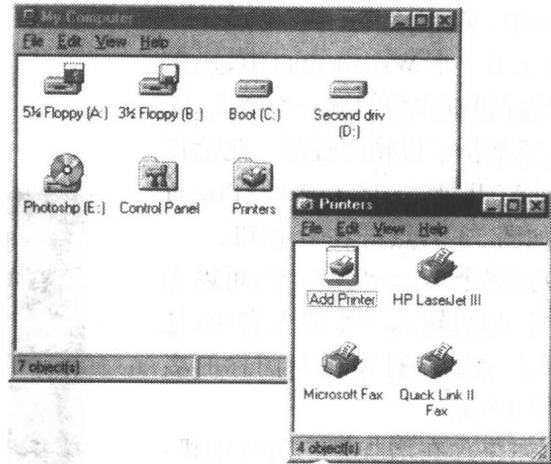 My Computer
File Edit View Help
5¼ Floppy (A:) 3½ Floppy (B:) Boot (C:) Second driv
(D:)
Photoshp (E:) Control Panel Printers
7 object(s)
Printers
File Edit View Help
Add Printer HP LaserJet III
Microsoft Fax Quick Link II
Fax
4 object(s)